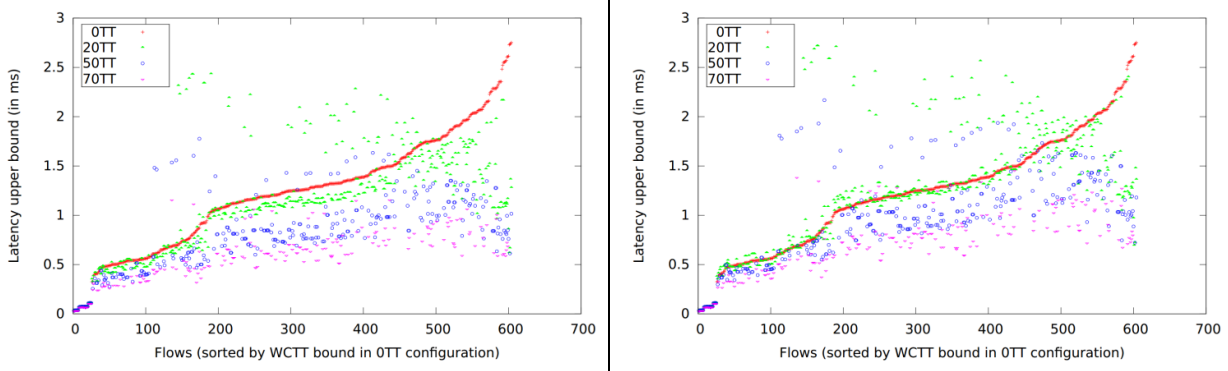 3
2.5
2
1.5
1
0.5
0
0TT
20TT
50TT
70TT
0 100 200 300 400 500 600 700
Latency upper bound (in ms)
Flows (sorted by WCTT bound in 0TT configuration)
3
2.5
2
1.5
1
0.5
0
0TT
20TT
50TT
70TT
0 100 200 300 400 500 600 700
Latency upper bound (in ms)
Flows (sorted by WCTT bound in 0TT configuration)